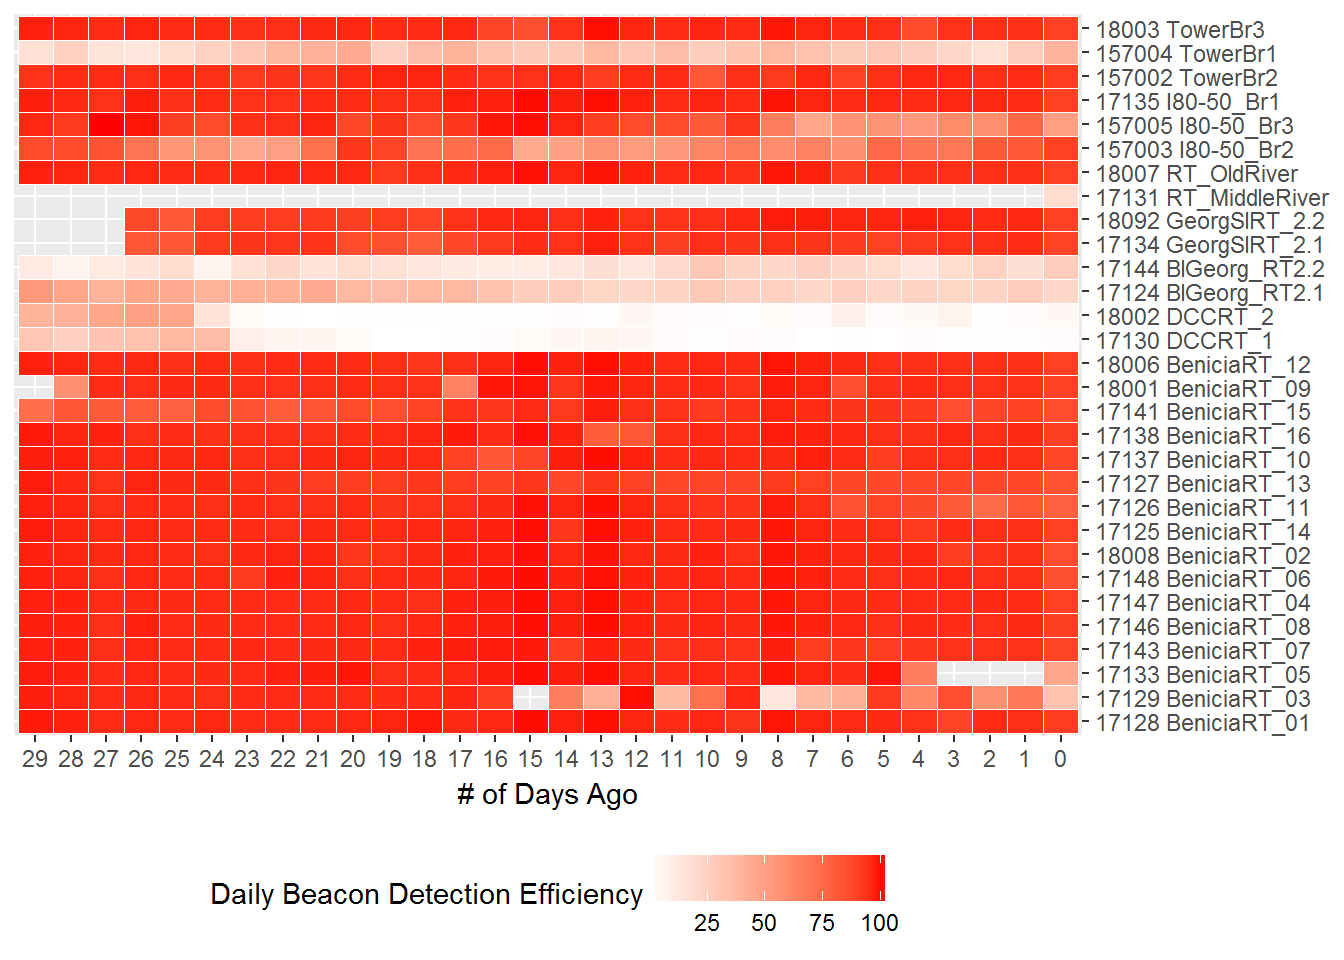 18003 TowerBr3
157004 TowerBr1
157002 TowerBr2
17135 I80-50_Br1
157005 I80-50_Br3
157003 I80-50_Br2
18007 RT_OldRiver
17131 RT_MiddleRiver
18092 GeorgSlRT_2.2
17134 GeorgSlRT_2.1
17144 BlGeorg_RT2.2
17124 BlGeorg_RT2.1
18002 DCCRT_2
17130 DCCRT_1
18006 BeniciaRT_12
18001 BeniciaRT_09
17141 BeniciaRT_15
17138 BeniciaRT_16
17137 BeniciaRT_10
17127 BeniciaRT_13
17126 BeniciaRT_11
17125 BeniciaRT_14
18008 BeniciaRT_02
17148 BeniciaRT_06
17147 BeniciaRT_04
17146 BeniciaRT_08
17143 BeniciaRT_07
17133 BeniciaRT_05
17129 BeniciaRT_03
17128 BeniciaRT_01
29 28 27 26 25 24 23 22 21 20 19 18 17 16 15 14 13 12 11 10 9 8 7 6 5 4 3 2 1 0
# of Days Ago
Daily Beacon Detection Efficiency
25 50 75 100